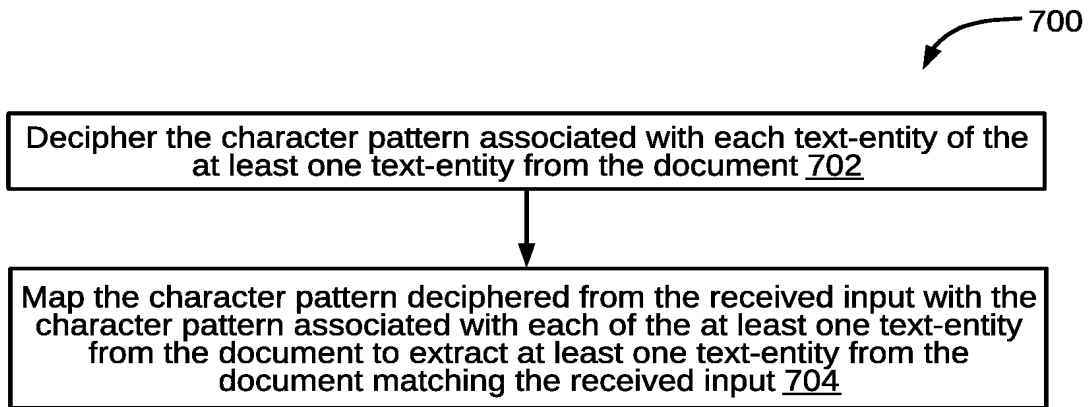 700
Decipher the character pattern associated with each text-entity of the
at least one text-entity from the document 702
Map the character pattern deciphered from the received input with the
character pattern associated with each of the at least one text-entity
from the document to extract at least one text-entity from the
document matching the received input 704